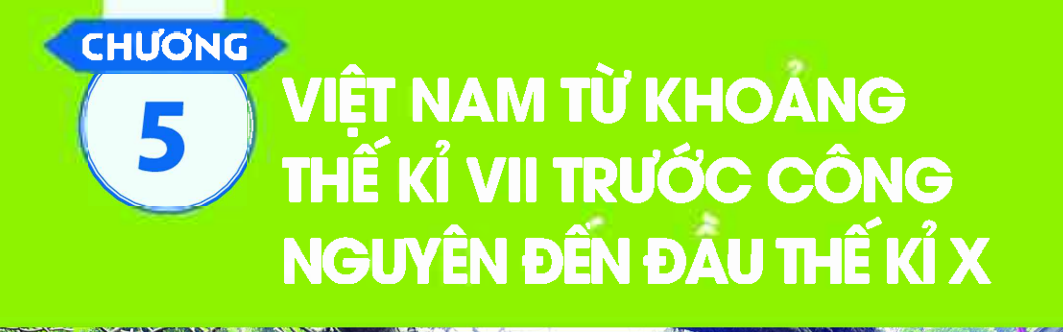 CHƯƠNG
5
VIỆT NAM TỪ KHOẢNG
THẾ KỈ VII TRƯỚC CÔNG
NGUYÊN ĐẾN ĐẦU THẾ KỈ X